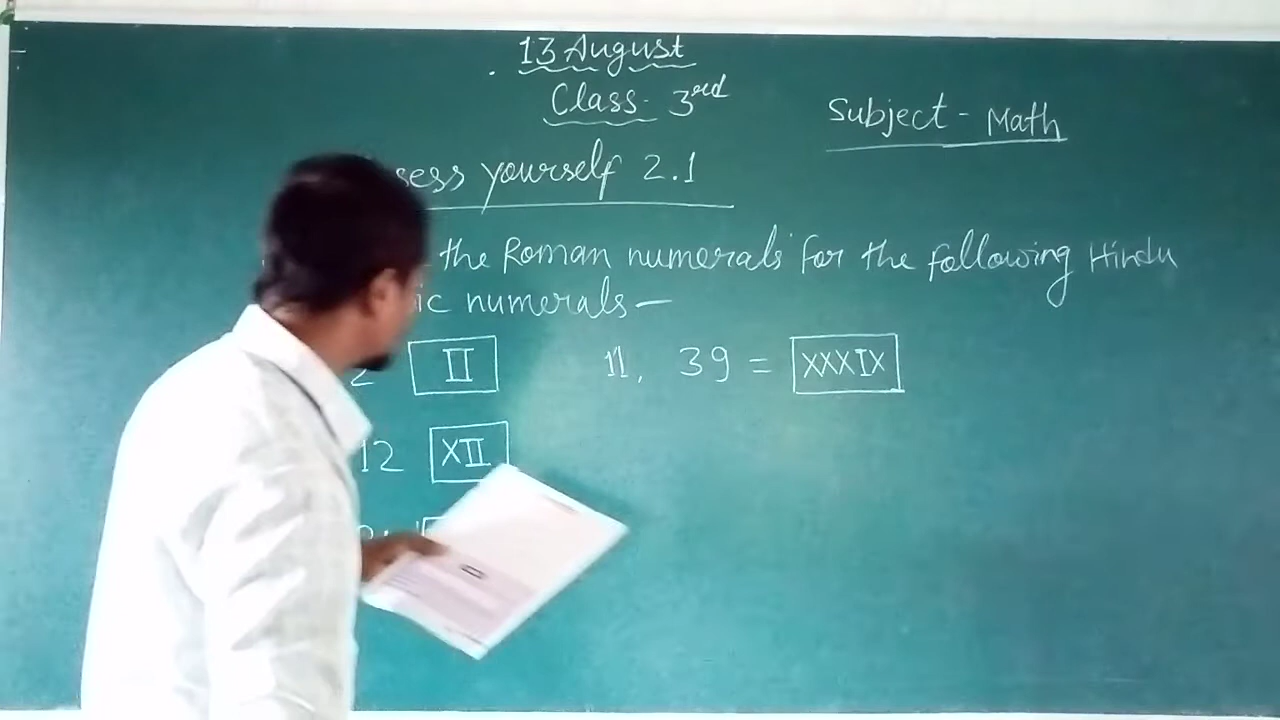 13 August
Class- 3rd
Subject - Math
sess yourself 2.1
the Roman numerals for the following Hindu
ic numerals—
2 II
11, 39 = XXXIX
12 XII